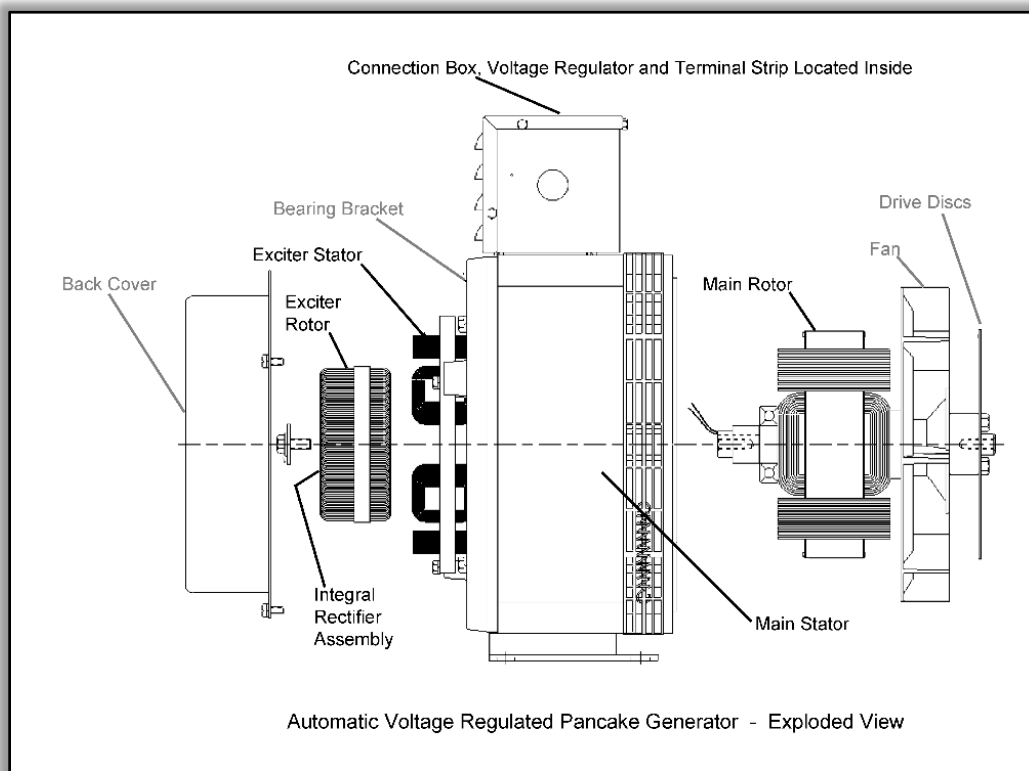 Connection Box, Voltage Regulator and Terminal Strip Located Inside
Bearing Bracket
Drive Discs
Exciter Stator
Fan
Back Cover
Main Rotor
Exciter
Rotor
Integral
Rectifier
Assembly
Main Stator
Automatic Voltage Regulated Pancake Generator - Exploded View